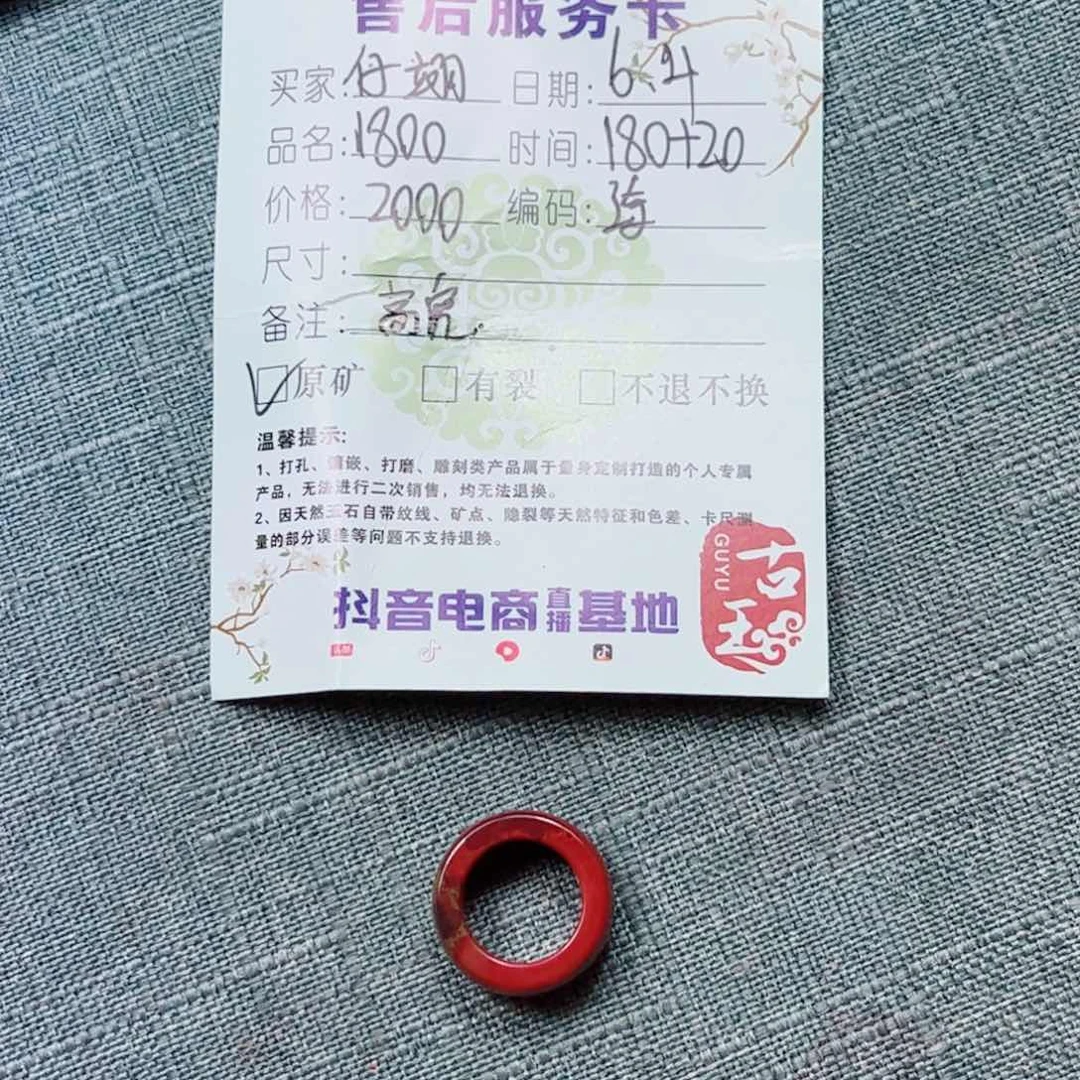 售后服务卡
买家: 仔翊 日期: 6.4
品名: 1800 时间: 180+20
价格: 2000 编码:
尺寸:
备注: 高亮.
原矿 有裂 不退不换
温馨提示:
1、打孔、镶嵌、打磨、雕刻类产品属于量身定制打造的个人专属
产品，无法进行二次销售，均无法退换。
2、因天然玉石自带纹线、矿点、隐裂等天然特征和色差、卡尺测
量的部分误差等问题不支持退换。
GUYU
古玉
抖音电商直播基地